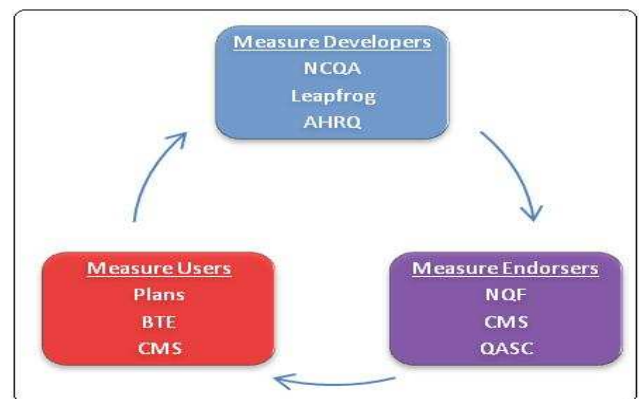 Measure Developers
NCQA
Leapfrog
AHRQ
Measure Users
Plans
BTE
CMS
Measure Endorsers
NQF
CMS
QASC